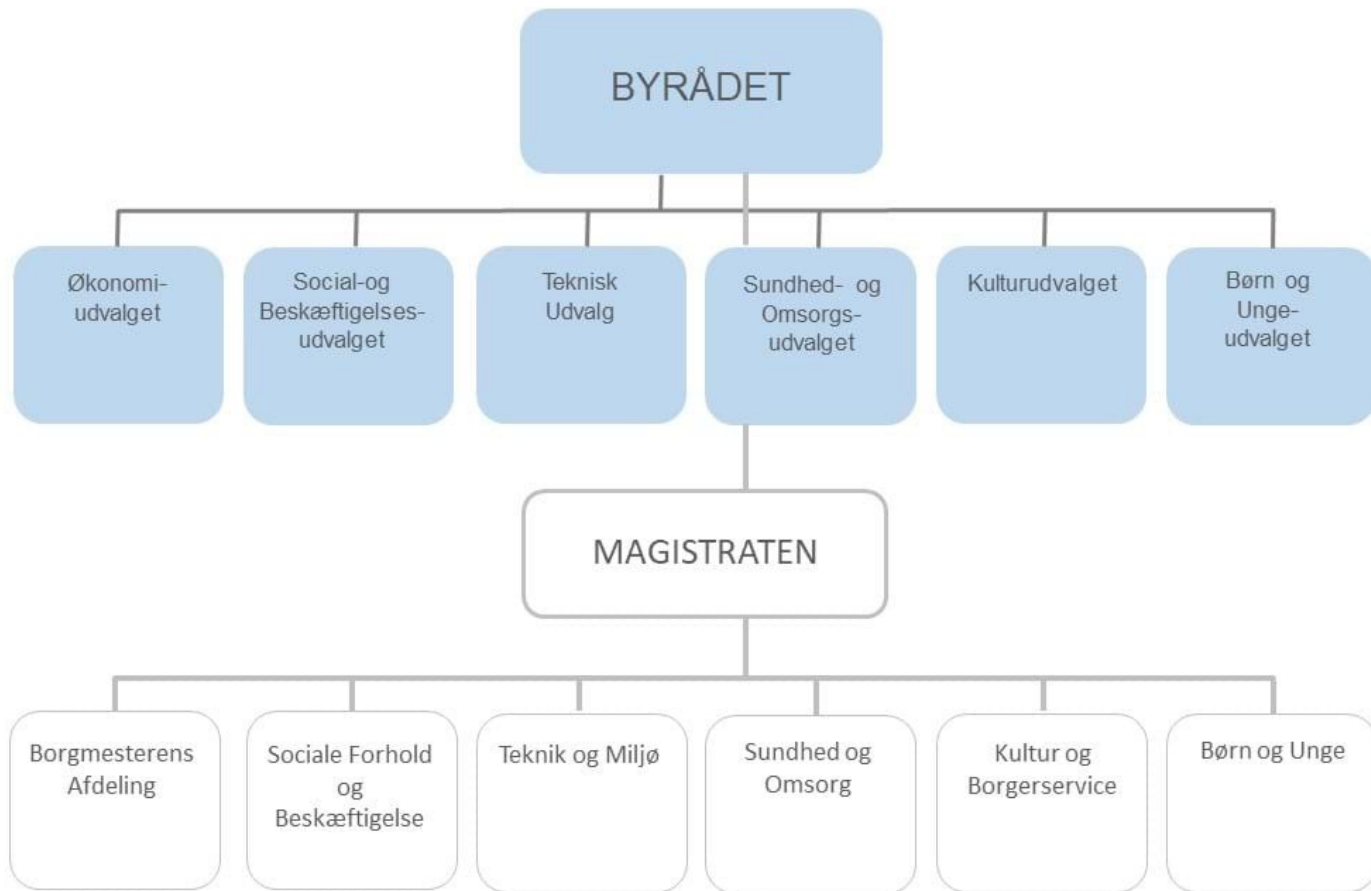 BYRÅDET
Økonomi-
udvalget
Social-og
Beskæftigelses-
udvalget
Teknisk
Udvalg
Sundhed- og
Omsorgs-
udvalget
Kulturudvalget
Børn og
Unge-
udvalget
MAGISTRATEN
Borgmesterens
Afdeling
Sociale Forhold
og
Beskæftigelse
Teknik og Miljø
Sundhed og
Omsorg
Kultur og
Borgerservice
Børn og Unge